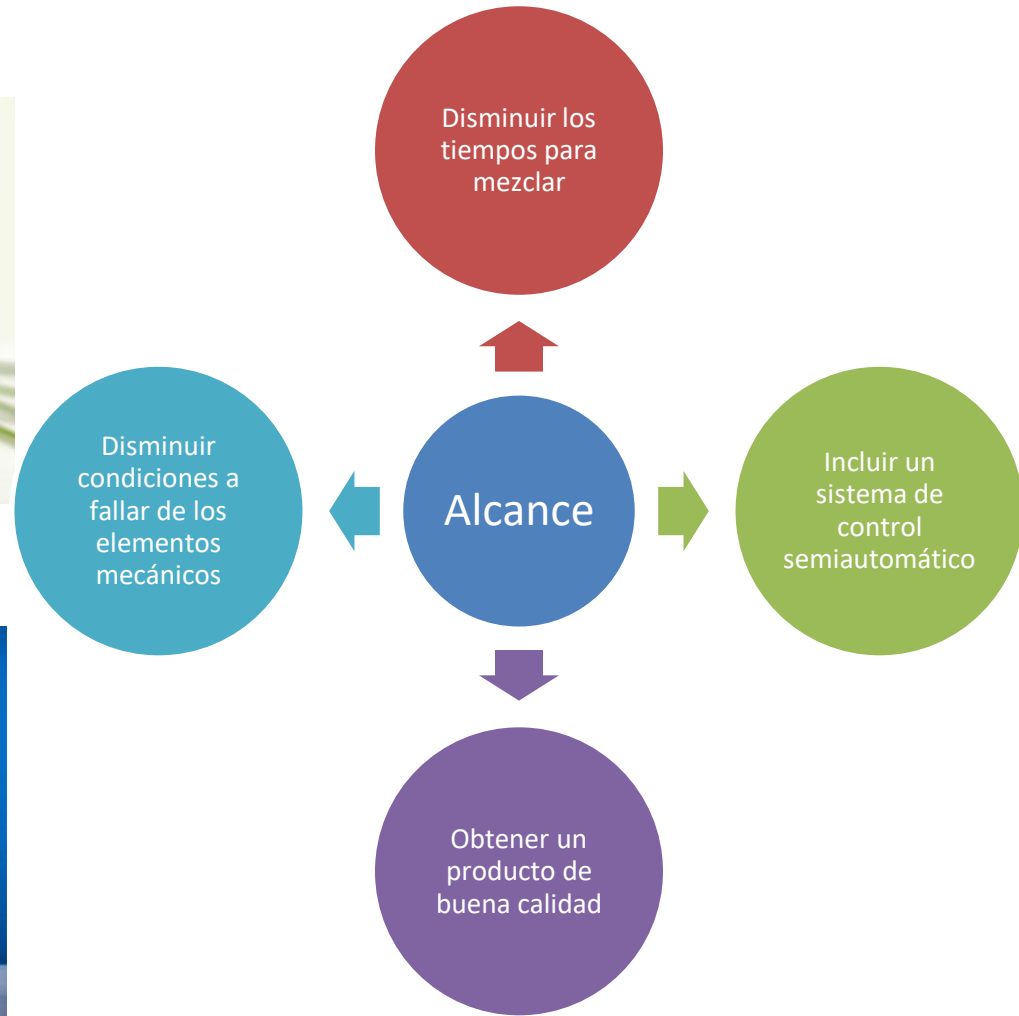 Disminuir los
tiempos para
mezclar
Disminuir
condiciones a
fallar de los
elementos
mecánicos
Alcance
Incluir un
sistema de
control
semiautomático
Obtener un
producto de
buena calidad